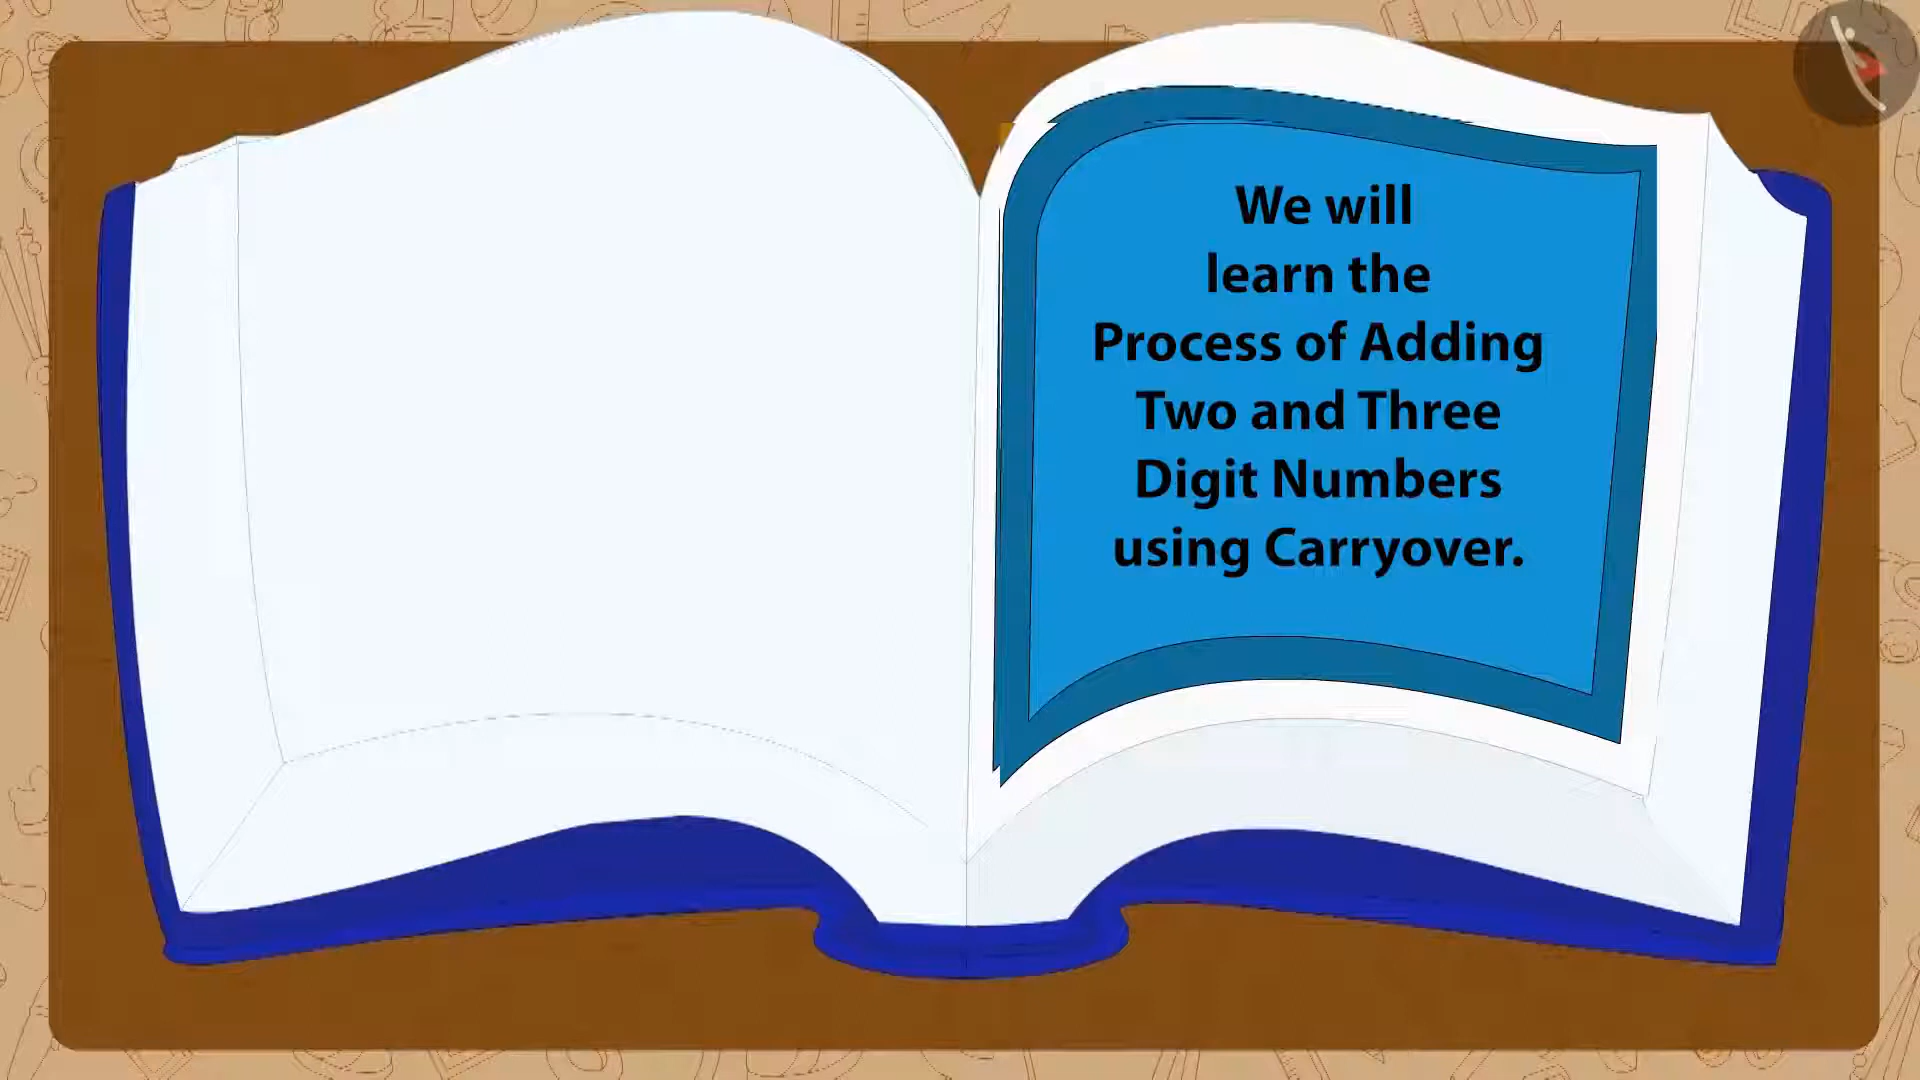 We will
learn the
Process of Adding
Two and Three
Digit Numbers
using Carryover.